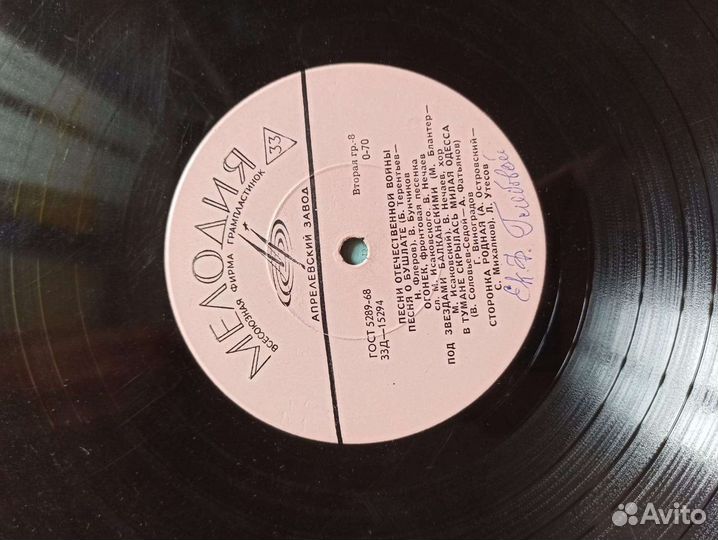 МЕЛОДИЯ
ВСЕСОЮЗНАЯ ФИРМА ГРАМПЛАСТИНОК
33
АПРЕЛЕВСКИЙ ЗАВОД
ГОСТ 5289-68
33Д—15294
Вторая гр.-8
0-70
ПЕСНИ ОТЕЧЕСТВЕННОЙ ВОЙНЫ
ПЕСНЯ О БУШЛАТЕ (Б. Терентьев—
Н. Флеров). В. Бунчиков
ОГОНЕК, фронтовая песенка
сл. М. Исаковского. В. Нечаев
ПОД ЗВЕЗДАМИ БАЛКАНСКИМИ (М. Блантер—
М. Исаковский). В. Нечаев, хор
В ТУМАНЕ СКРЫЛАСЬ МИЛАЯ ОДЕССА
(В. Соловьев-Седой — А. Фатьянов)
Г. Виноградов
СТОРОНКА РОДНАЯ (А. Островский—
С. Михалков). Л. Утесов
Avito